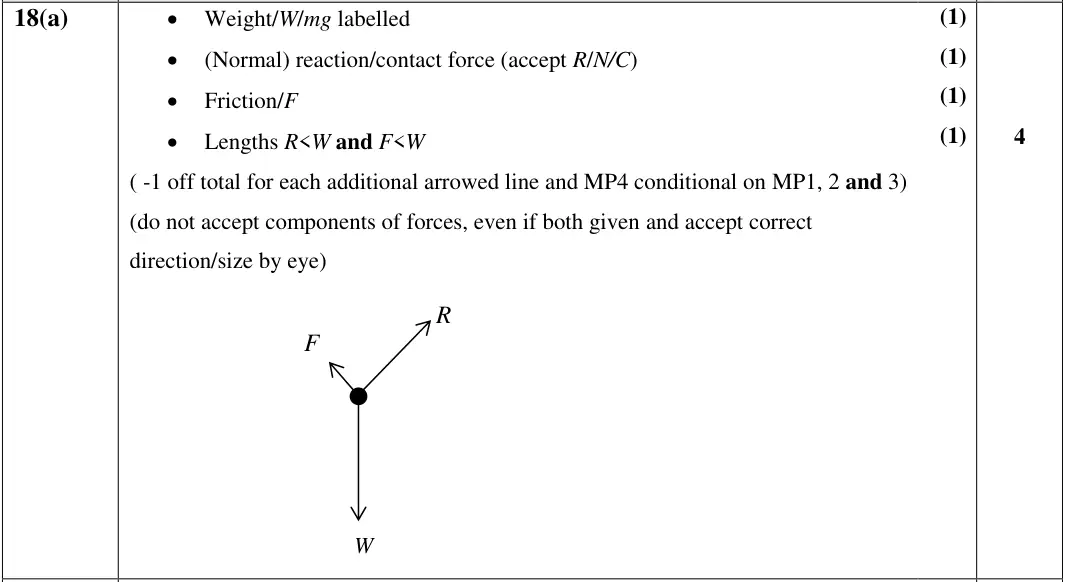 18(a)
• Weight/W/mg labelled (1)
• (Normal) reaction/contact force (accept R/N/C) (1)
• Friction/F (1)
• Lengths R<W and F<W (1) 4
( -1 off total for each additional arrowed line and MP4 conditional on MP1, 2 and 3)
(do not accept components of forces, even if both given and accept correct
direction/size by eye)
R
F
W